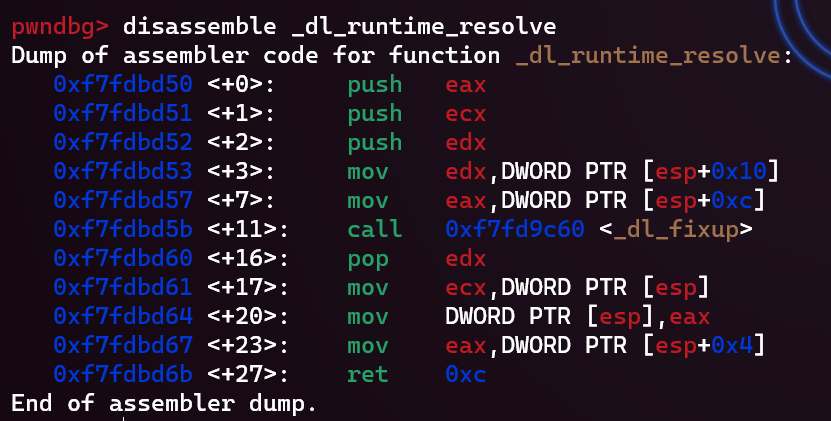 pwndbg> disassemble _dl_runtime_resolve
Dump of assembler code for function _dl_runtime_resolve:
   0xf7fdbd50 <+0>:	push   eax
   0xf7fdbd51 <+1>:	push   ecx
   0xf7fdbd52 <+2>:	push   edx
   0xf7fdbd53 <+3>:	mov    edx,DWORD PTR [esp+0x10]
   0xf7fdbd57 <+7>:	mov    eax,DWORD PTR [esp+0xc]
   0xf7fdbd5b <+11>:	call   0xf7fd9c60 <_dl_fixup>
   0xf7fdbd60 <+16>:	pop    edx
   0xf7fdbd61 <+17>:	mov    ecx,DWORD PTR [esp]
   0xf7fdbd64 <+20>:	mov    DWORD PTR [esp],eax
   0xf7fdbd67 <+23>:	mov    eax,DWORD PTR [esp+0x4]
   0xf7fdbd6b <+27>:	ret    0xc
End of assembler dump.